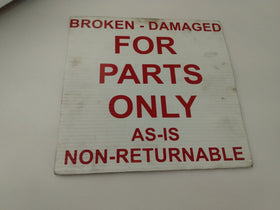 BROKEN - DAMAGED
FOR
PARTS
ONLY
AS-IS
NON-RETURNABLE